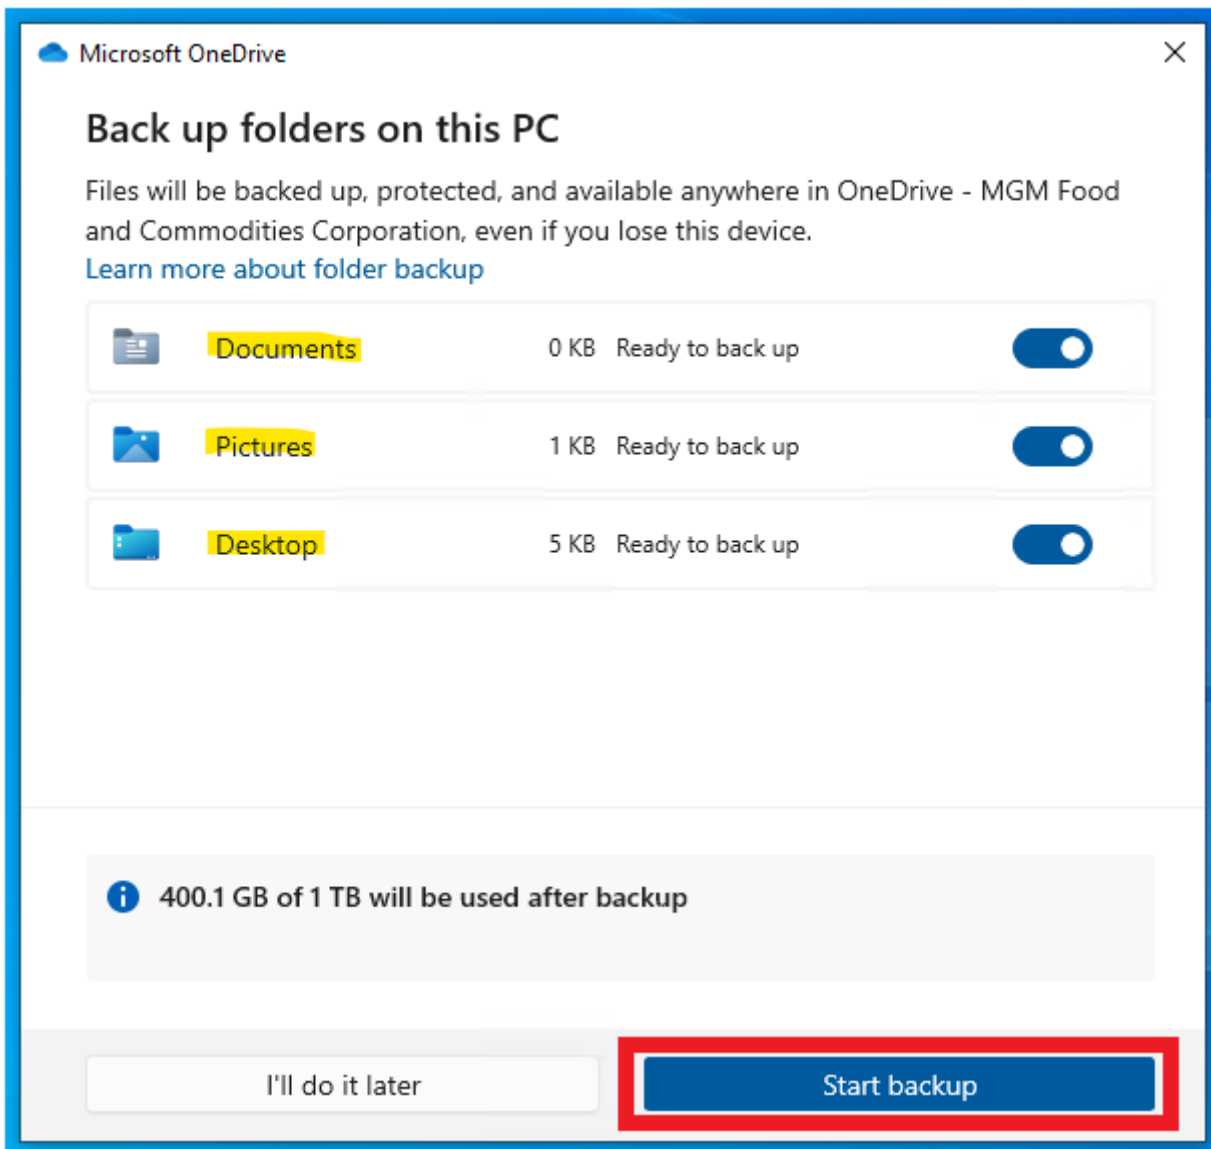 Microsoft OneDrive
Back up folders on this PC
Files will be backed up, protected, and available anywhere in OneDrive - MGM Food
and Commodities Corporation, even if you lose this device.
Learn more about folder backup
Documents 0 KB Ready to back up
Pictures 1 KB Ready to back up
Desktop 5 KB Ready to back up
400.1 GB of 1 TB will be used after backup
I'll do it later Start backup